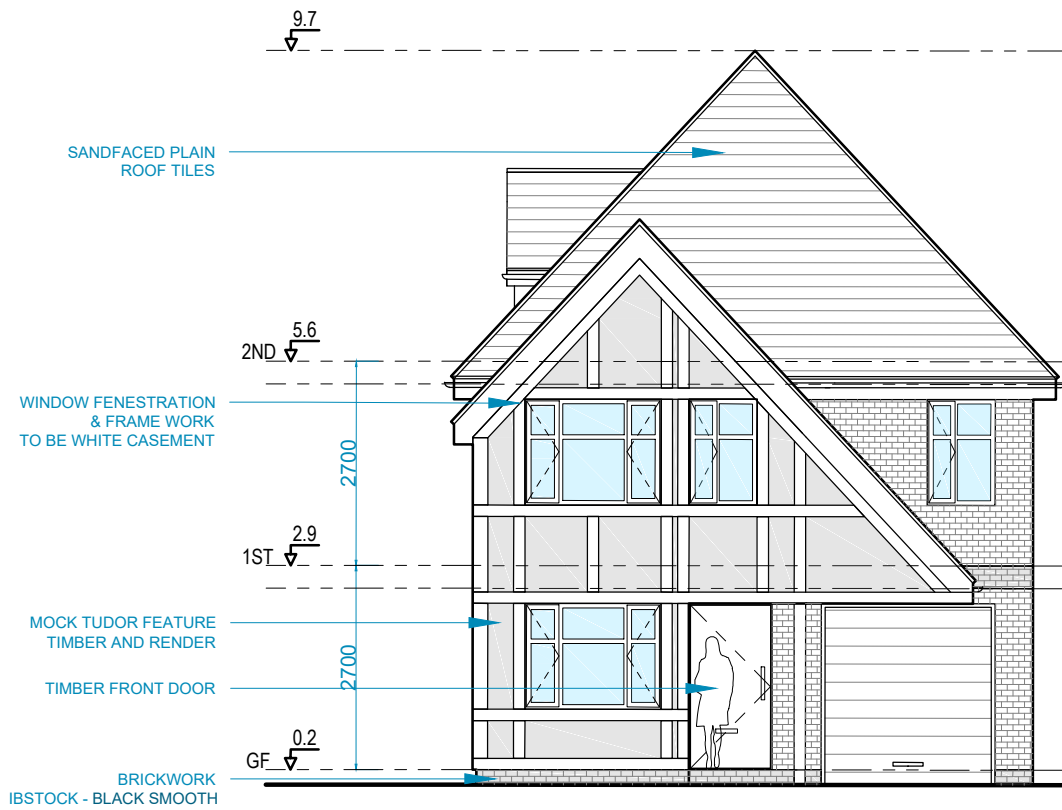 9.7
SANDFACED PLAIN
ROOF TILES
5.6
2ND
WINDOW FENESTRATION
& FRAME WORK
TO BE WHITE CASEMENT
2700
2.9
1ST
MOCK TUDOR FEATURE
TIMBER AND RENDER
2700
TIMBER FRONT DOOR
0.2
GF
BRICKWORK
IBSTOCK - BLACK SMOOTH